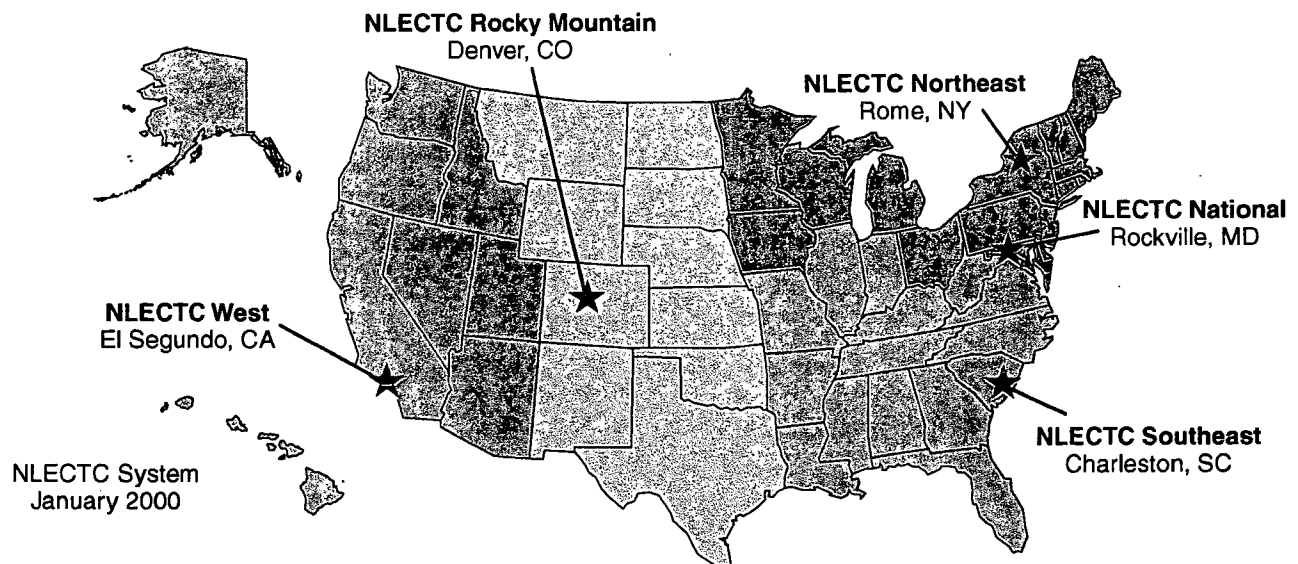 NLECTC Rocky Mountain
Denver, CO
NLECTC Northeast
Rome, NY
NLECTC National
Rockville, MD
NLECTC West
El Segundo, CA
NLECTC Southeast
Charleston, SC
NLECTC System
January 2000